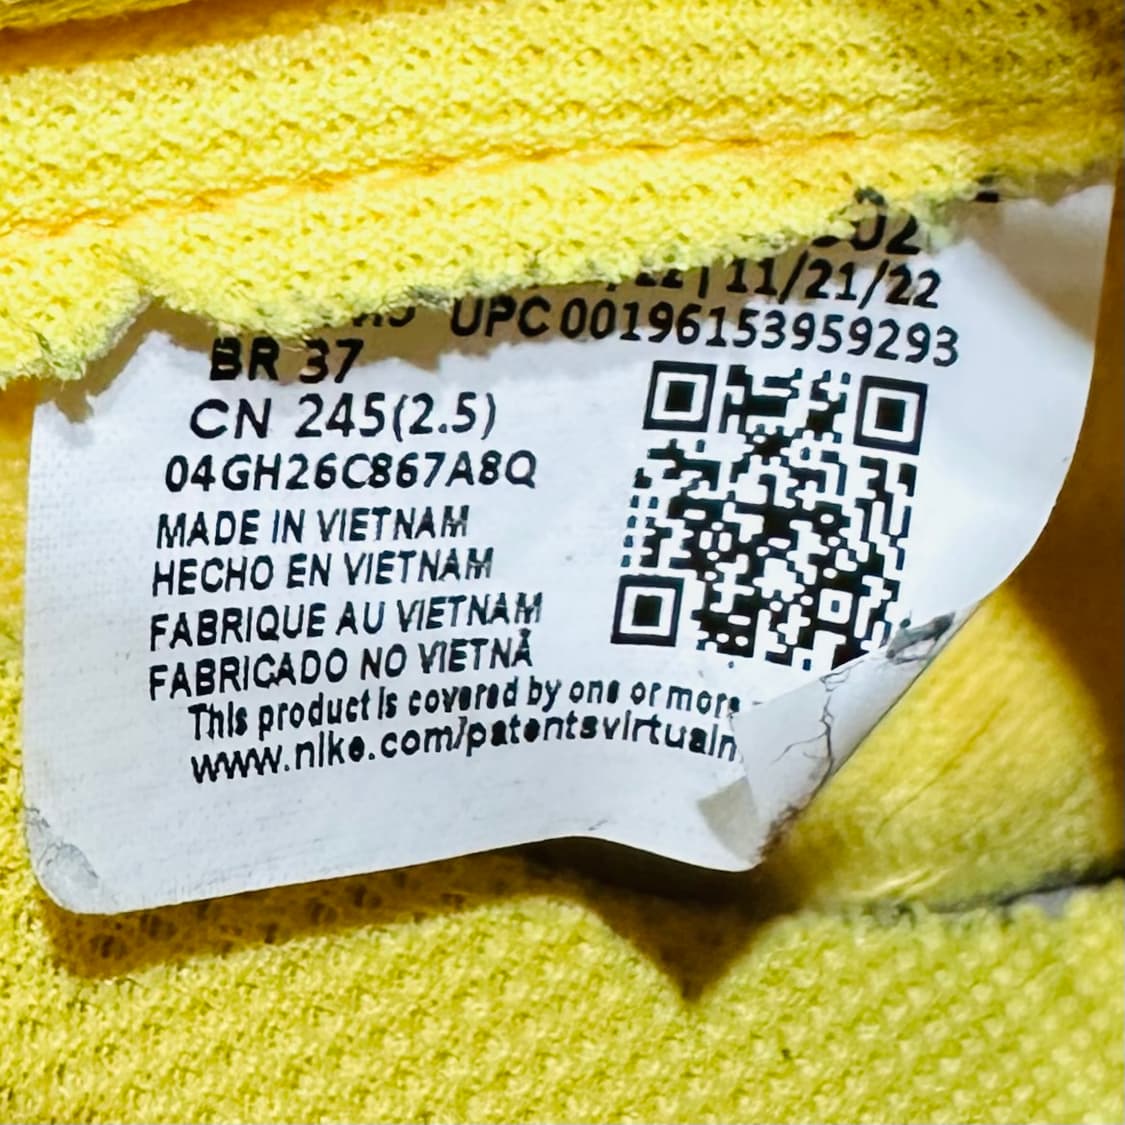 11/21/22
UPC 00196153959293
BR 37
CN 245(2.5)
04GH26C867A8Q
MADE IN VIETNAM
HECHO EN VIETNAM
FABRIQUE AU VIETNAM
FABRICADO NO VIETNÃ
This product is covered by one or more
www.nike.com/patentsvirtualn